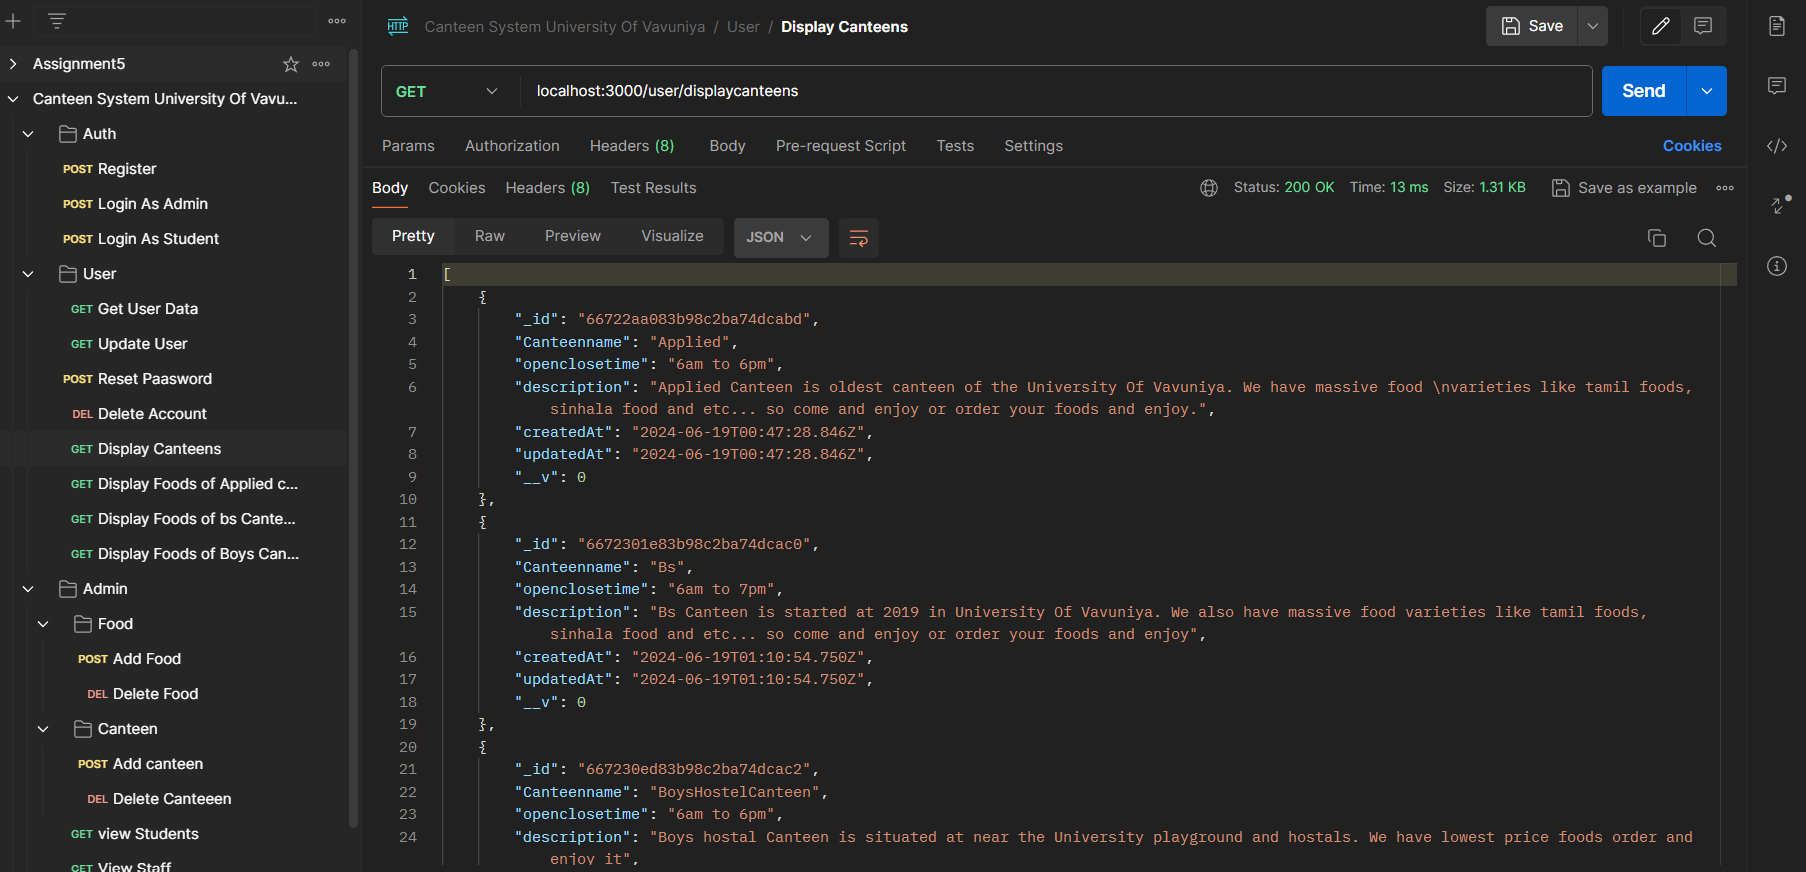 Assignment5
Canteen System University Of Vavu...
Auth
POST Register
POST Login As Admin
POST Login As Student
User
GET Get User Data
GET Update User
POST Reset Paasword
DEL Delete Account
GET Display Canteens
GET Display Foods of Applied c...
GET Display Foods of bs Cante...
GET Display Foods of Boys Can...
Admin
Food
POST Add Food
DEL Delete Food
Canteen
POST Add canteen
DEL Delete Canteeen
GET view Students
GET View Staff
HTTP Canteen System University Of Vavuniya / User / Display Canteens
Save
GET localhost:3000/user/displaycanteens
Send
Params Authorization Headers (8) Body Pre-request Script Tests Settings Cookies
Body Cookies Headers (8) Test Results Status: 200 OK Time: 13 ms Size: 1.31 KB Save as example
Pretty Raw Preview Visualize JSON
1 [
2 {
3 "_id": "66722aa083b98c2ba74dcabd",
4 "Canteenname": "Applied",
5 "openclosetime": "6am to 6pm",
6 "description": "Applied Canteen is oldest canteen of the University Of Vavuniya. We have massive food \nvarieties like tamil foods,
sinhala food and etc... so come and enjoy or order your foods and enjoy.",
7 "createdAt": "2024-06-19T00:47:28.846Z",
8 "updatedAt": "2024-06-19T00:47:28.846Z",
9 "__v": 0
10 },
11 {
12 "_id": "6672301e83b98c2ba74dcac0",
13 "Canteenname": "Bs",
14 "openclosetime": "6am to 7pm",
15 "description": "Bs Canteen is started at 2019 in University Of Vavuniya. We also have massive food varieties like tamil foods,
sinhala food and etc... so come and enjoy or order your foods and enjoy",
16 "createdAt": "2024-06-19T01:10:54.750Z",
17 "updatedAt": "2024-06-19T01:10:54.750Z",
18 "__v": 0
19 },
20 {
21 "_id": "667230ed83b98c2ba74dcac2",
22 "Canteenname": "BoysHostelCanteen",
23 "openclosetime": "6am to 6pm",
24 "description": "Boys hostal Canteen is situated at near the University playground and hostals. We have lowest price foods order and
enjoy it",